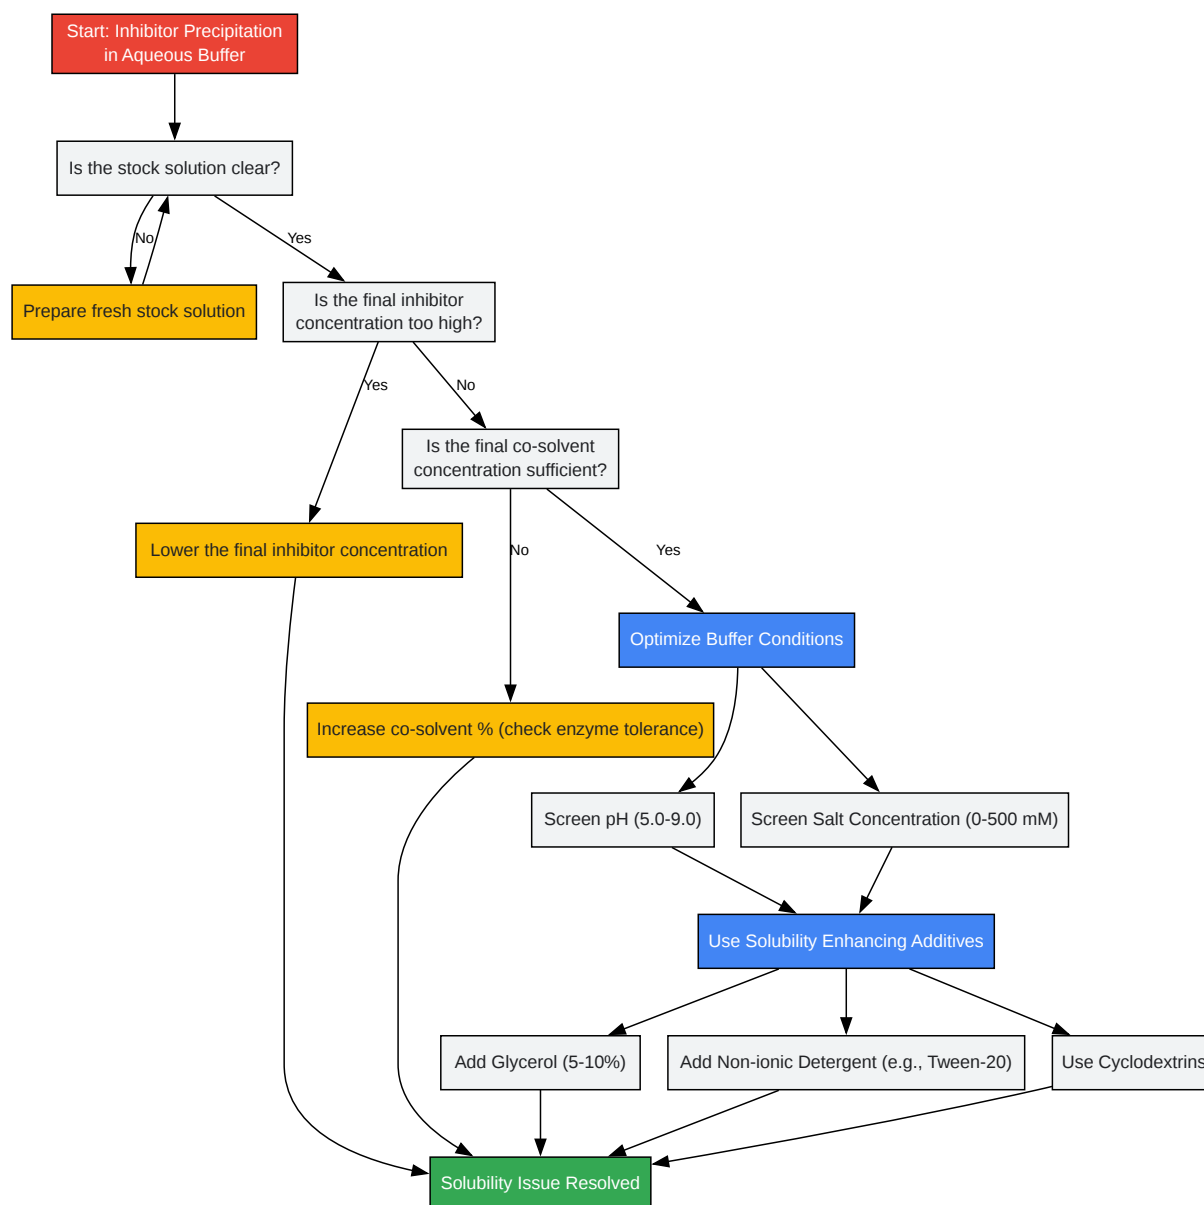 Start: Inhibitor Precipitation
in Aqueous Buffer
Is the stock solution clear?
No
Yes
Prepare fresh stock solution
Is the final inhibitor
concentration too high?
Yes
No
Is the final co-solvent
concentration sufficient?
Lower the final inhibitor concentration
No
Yes
Optimize Buffer Conditions
Increase co-solvent % (check enzyme tolerance)
Screen pH (5.0-9.0)
Screen Salt Concentration (0-500 mM)
Use Solubility Enhancing Additives
Add Glycerol (5-10%)
Add Non-ionic Detergent (e.g., Tween-20)
Use Cyclodextrins
Solubility Issue Resolved